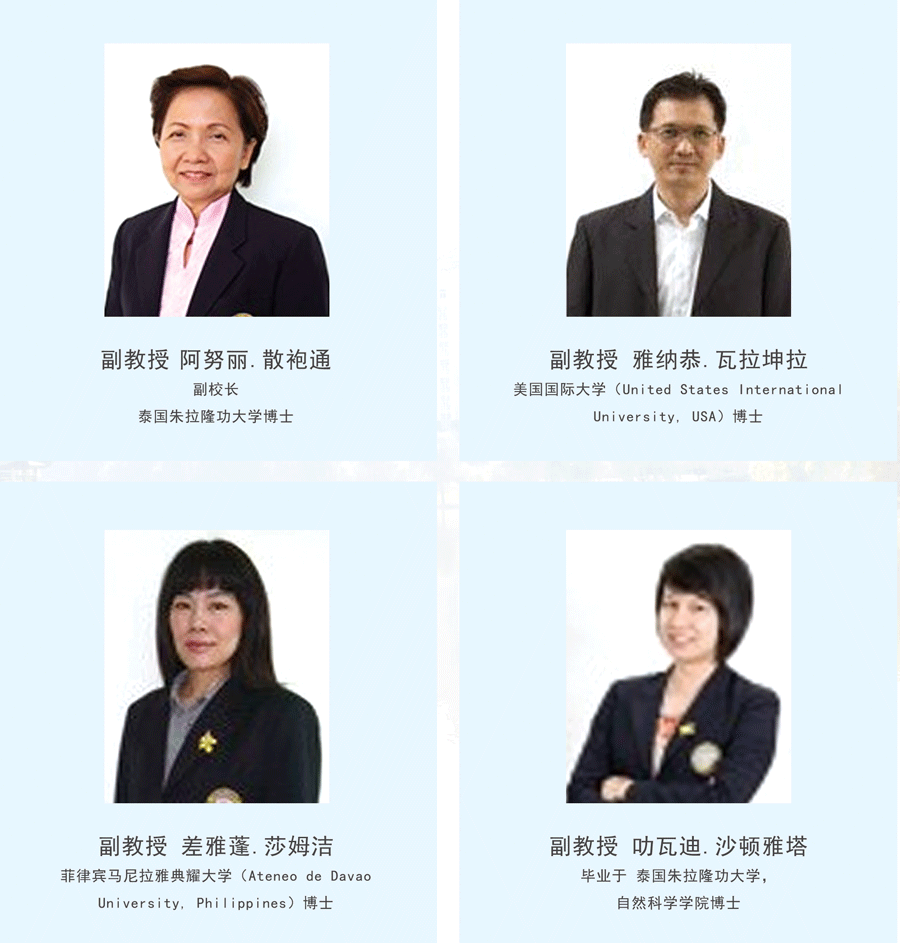 副教授 阿努丽.散袍通
副校长
泰国朱拉隆功大学博士
副教授 雅纳恭.瓦拉坤拉
美国国际大学（United States International
University, USA）博士
副教授 差雅蓬.莎姆洁
菲律宾马尼拉雅典耀大学（Ateneo de Davao
University, Philippines）博士
副教授 叻瓦迪.沙顿雅塔
毕业于 泰国朱拉隆功大学，
自然科学学院博士